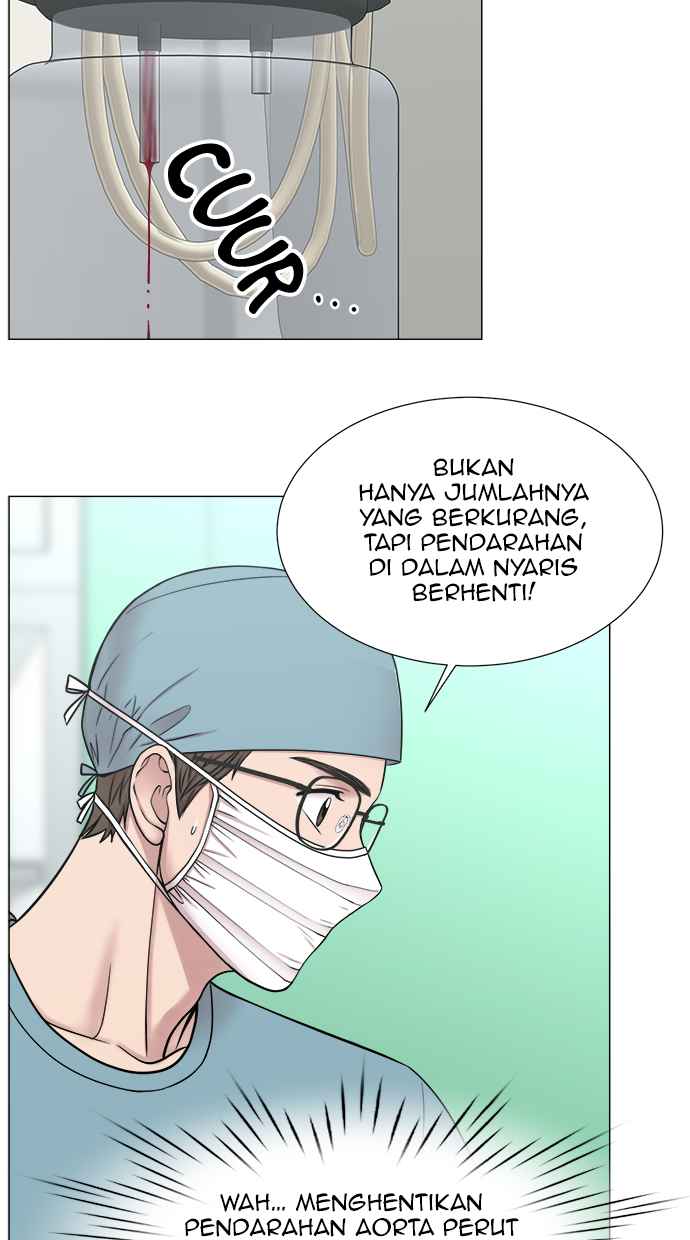 CUUR...
BUKAN
HANYA JUMLAHNYA
YANG BERKURANG,
TAPI PENDARAHAN
DI DALAM NYARIS
BERHENTI!
WAH... MENGHENTIKAN
PENDARAHAN AORTA PERUT